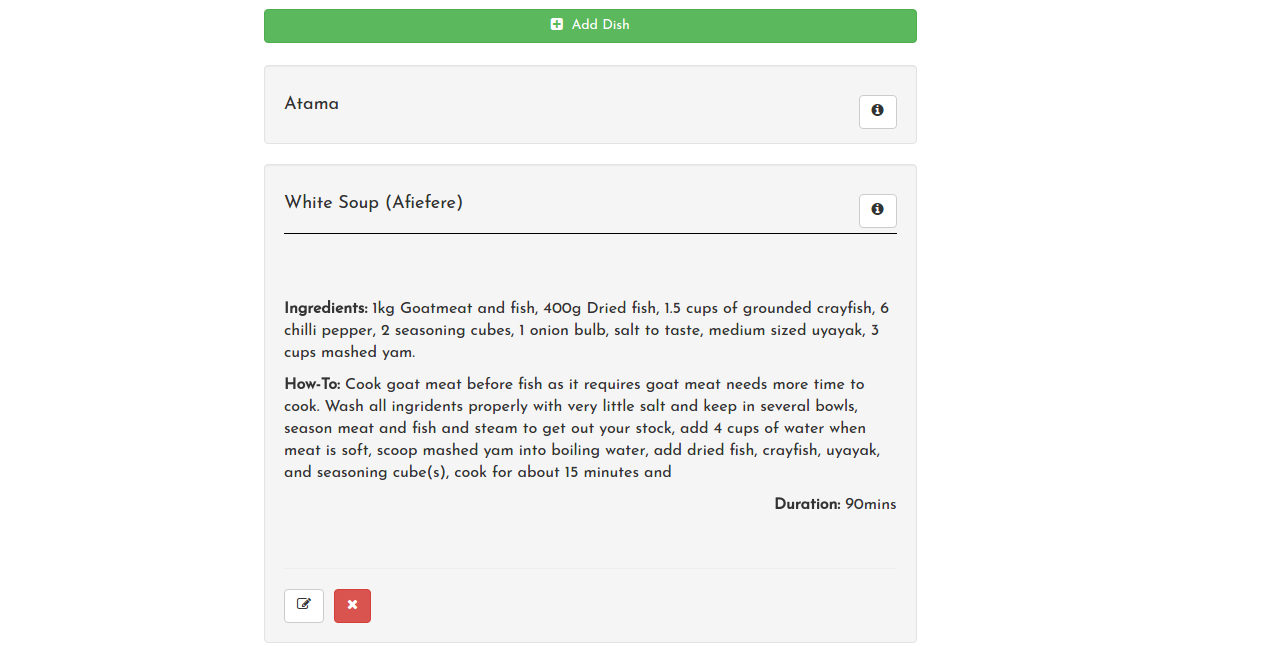 Add Dish
Atama
White Soup (Afiefere)
Ingredients: 1kg Goatmeat and fish, 400g Dried fish, 1.5 cups of grounded crayfish, 6
chilli pepper, 2 seasoning cubes, 1 onion bulb, salt to taste, medium sized uyayak, 3
cups mashed yam.
How-To: Cook goat meat before fish as it requires goat meat needs more time to
cook. Wash all ingridents properly with very little salt and keep in several bowls,
season meat and fish and steam to get out your stock, add 4 cups of water when
meat is soft, scoop mashed yam into boiling water, add dried fish, crayfish, uyayak,
and seasoning cube(s), cook for about 15 minutes and
Duration: 90mins